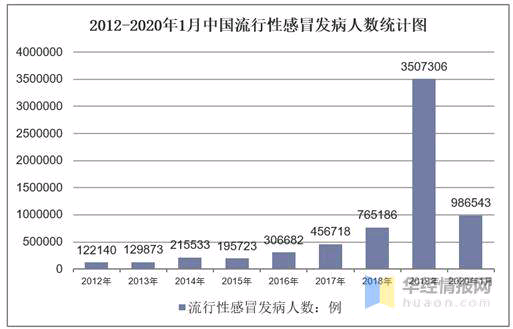 2012-2020年1月中国流行性感冒发病人数统计图
4000000
3500000
3000000
2500000
2000000
1500000
1000000
500000
0
122140
129873
215533
195723
306682
456718
765186
3507306
986543
2012年
2013年
2014年
2015年
2016年
2017年
2018年
2019年
2020年1月
流行性感冒发病人数：例
华经情报网
huaon.com